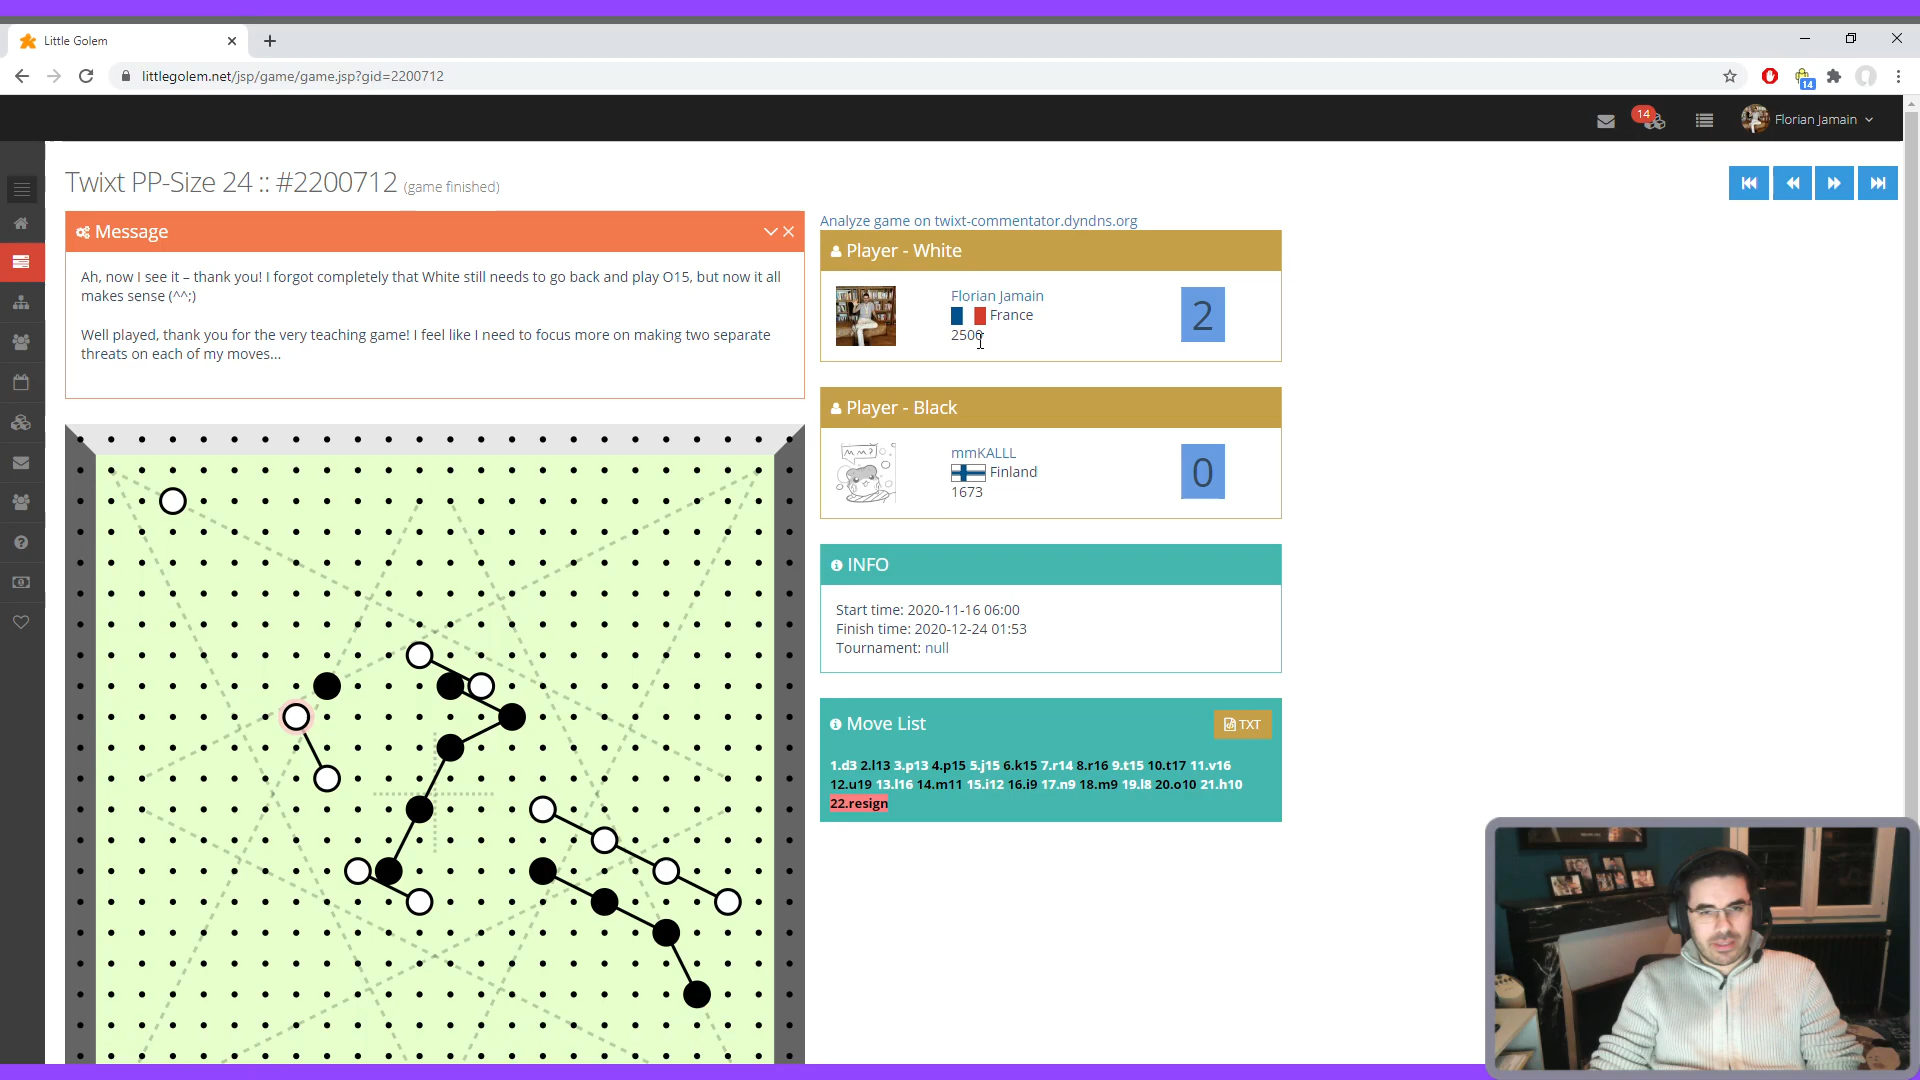 Little Golem
littlegolem.net/jsp/game/game.jsp?gid=2200712
14
14
Florian Jamain
Twixt PP-Size 24 :: #2200712 (game finished)
Message
Ah, now I see it – thank you! I forgot completely that White still needs to go back and play O15, but now it all
makes sense (^^;)
Well played, thank you for the very teaching game! I feel like I need to focus more on making two separate
threats on each of my moves...
Analyze game on twixt-commentator.dyndns.org
Player - White
Florian Jamain
France
2500
2
Player - Black
mmKALLL
Finland
1673
0
INFO
Start time: 2020-11-16 06:00
Finish time: 2020-12-24 01:53
Tournament: null
Move List
TXT
1.d3 2.l13 3.p13 4.p15 5.j15 6.k15 7.r14 8.r16 9.t15 10.t17 11.v16
12.u19 13.l16 14.m11 15.i12 16.i9 17.n9 18.m9 19.l8 20.o10 21.h10
22.resign